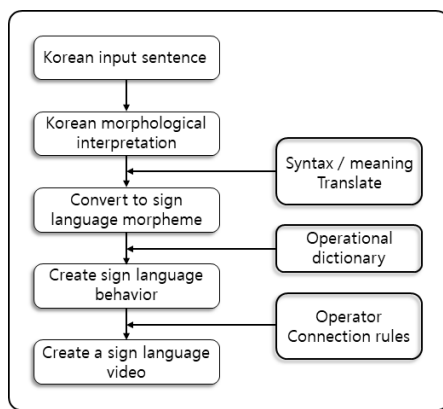 Korean input sentence
Korean morphological
interpretation
Syntax / meaning
Translate
Convert to sign
language morpheme
Operational
dictionary
Create sign language
behavior
Operator
Connection rules
Create a sign language
video